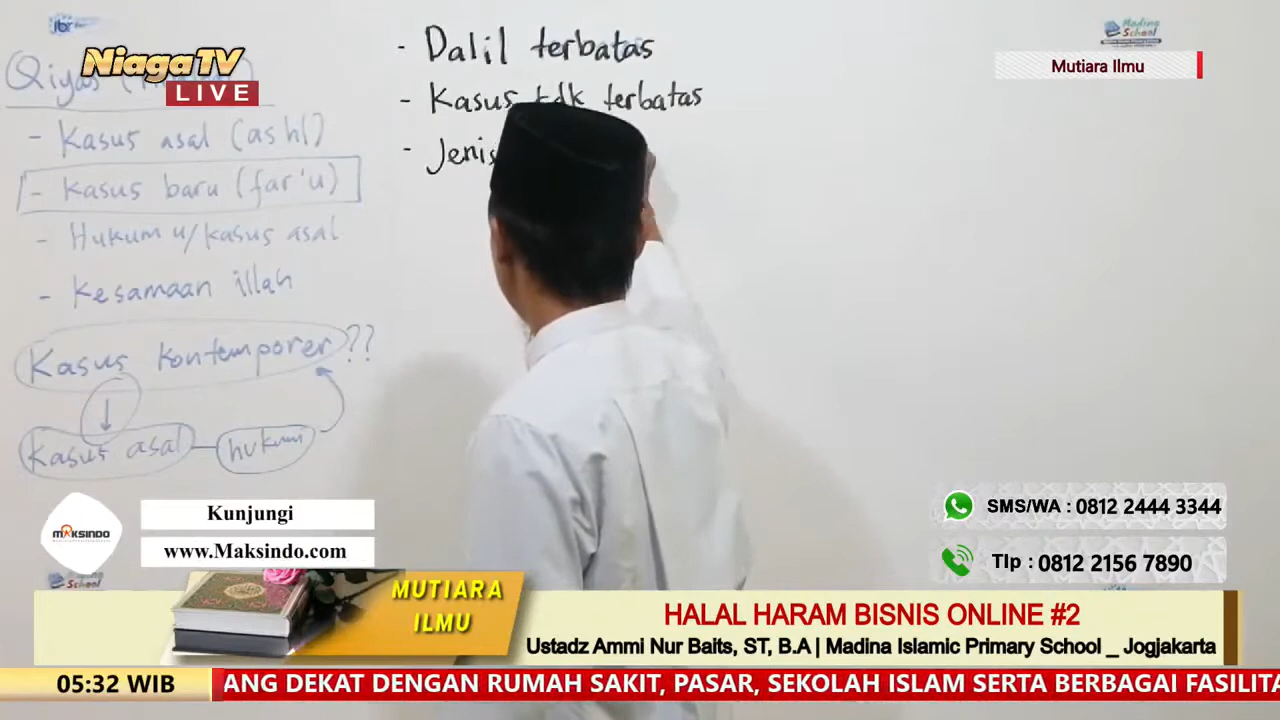 jbr
Mading School
NiagaTV
LIVE
Mutiara Ilmu
Qiyas
- Kasus asal (ashl)
- Kasus baru (far'u)
- Hukum u/kasus asal
- Kesamaan illah
Kasus Kontemporer??
Kasus asal
hukum
- Dalil terbatas
- Kasus tdk terbatas
- Jenis
MAKSINDO
Kunjungi
www.Maksindo.com
SMS/WA : 0812 2444 3344
Tlp : 0812 2156 7890
School
MUTIARA
ILMU
HALAL HARAM BISNIS ONLINE #2
Ustadz Ammi Nur Baits, ST, B.A | Madina Islamic Primary School _ Jogjakarta
05:32 WIB
ANG DEKAT DENGAN RUMAH SAKIT, PASAR, SEKOLAH ISLAM SERTA BERBAGAI FASILITA